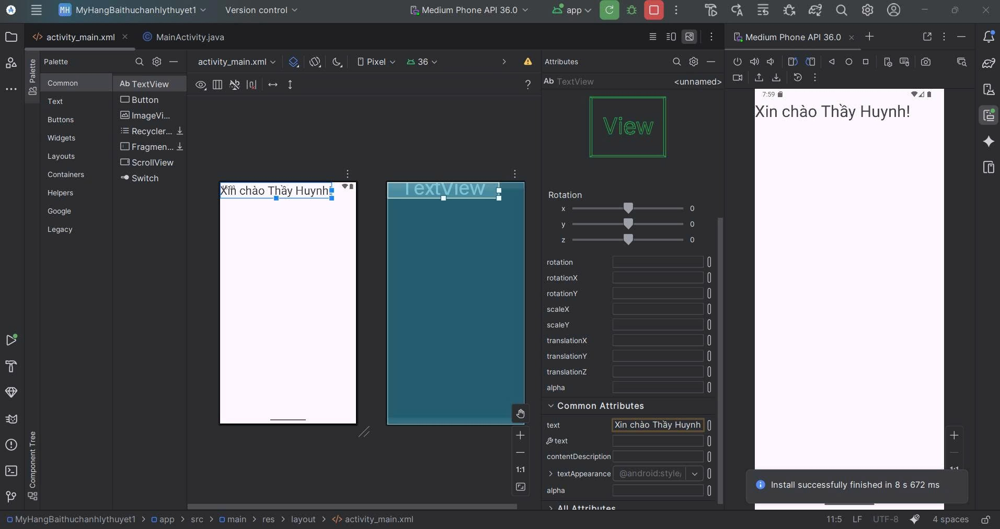 MH MyHangBaithuchanhlythuyet1
Version control
Medium Phone API 36.0
app
activity_main.xml
MainActivity.java
Medium Phone API 36.0
Palette
Palette
Common
Text
Buttons
Widgets
Layouts
Containers
Helpers
Google
Legacy
Ab TextView
Button
ImageVi...
Recycler...
Fragmen...
ScrollView
Switch
Component Tree
activity_main.xml
Pixel
36
?
15:00
Xin chào Thầy Huynh!
TextView
1:1
Attributes
Ab TextView
<unnamed>
View
Rotation
x 0
y 0
z 0
rotation
rotationX
rotationY
scaleX
scaleY
translationX
translationY
translationZ
alpha
Common Attributes
text Xin chào Thầy Huynh
text
contentDescription
textAppearance @android:style/
alpha
All Attributes
7:59
Xin chào Thầy Huynh!
1:1
Install successfully finished in 8 s 672 ms
MyHangBaithuchanhlythuyet1 > app > src > main > res > layout > activity_main.xml
11:5 LF UTF-8 4 spaces